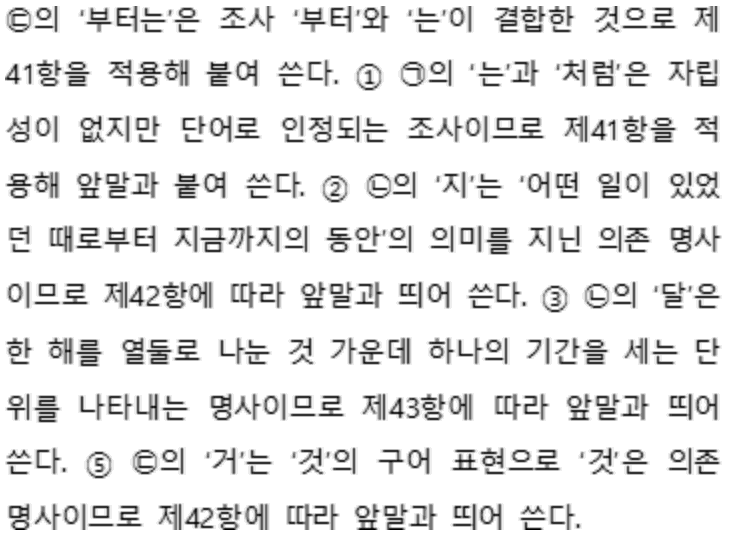 ㉢의 ‘부터는’은 조사 ‘부터’와 ‘는’이 결합한 것으로 제
41항을 적용해 붙여 쓴다. ① ㉠의 ‘는’과 ‘처럼’은 자립
성이 없지만 단어로 인정되는 조사이므로 제41항을 적
용해 앞말과 붙여 쓴다. ② ㉡의 ‘지’는 ‘어떤 일이 있었
던 때로부터 지금까지의 동안’의 의미를 지닌 의존 명사
이므로 제42항에 따라 앞말과 띄어 쓴다. ③ ㉡의 ‘달’은
한 해를 열둘로 나눈 것 가운데 하나의 기간을 세는 단
위를 나타내는 명사이므로 제43항에 따라 앞말과 띄어
쓴다. ⑤ ㉢의 ‘거’는 ‘것’의 구어 표현으로 ‘것’은 의존
명사이므로 제42항에 따라 앞말과 띄어 쓴다.